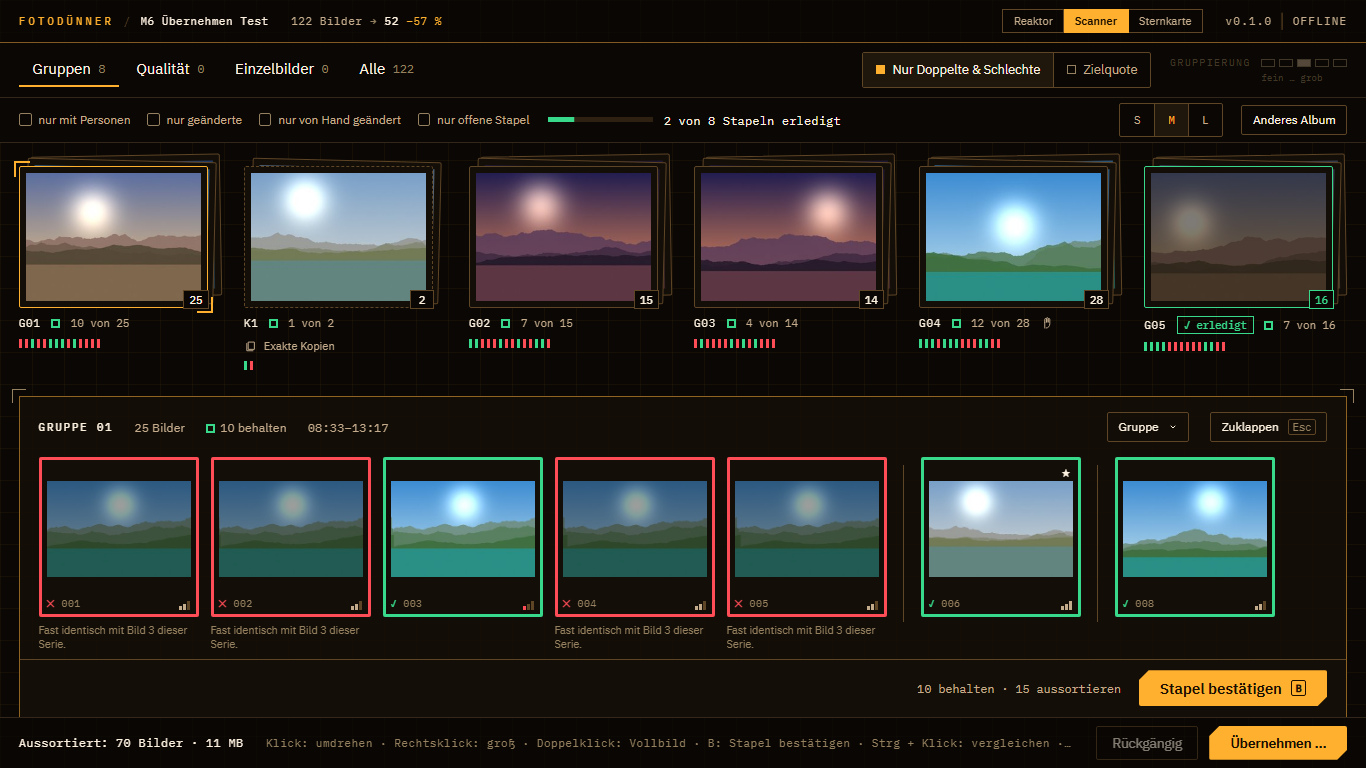 FOTODÜNNER / M6 Übernehmen Test 122 Bilder → 52 −57 % Reaktor Scanner Sternkarte v0.1.0 OFFLINE
Gruppen 8 Qualität 0 Einzelbilder 0 Alle 122 Nur Doppelte & Schlechte Zielquote GRUPPIERUNG
fein … grob
nur mit Personen nur geänderte nur von Hand geändert nur offene Stapel 2 von 8 Stapeln erledigt S M L Anderes Album
25 2 15 14 28 16
G01 10 von 25 K1 1 von 2 G02 7 von 15 G03 4 von 14 G04 12 von 28 G05 ✓ erledigt 7 von 16
Exakte Kopien
GRUPPE 01 25 Bilder 10 behalten 08:33–13:17 Gruppe Zuklappen Esc
★
✕ 001 ✕ 002 ✓ 003 ✕ 004 ✕ 005 ✓ 006 ✓ 008
Fast identisch mit Bild 3 dieser Fast identisch mit Bild 3 dieser Fast identisch mit Bild 3 dieser Fast identisch mit Bild 3 dieser
Serie. Serie. Serie. Serie.
10 behalten · 15 aussortieren Stapel bestätigen B
Aussortiert: 70 Bilder · 11 MB Klick: umdrehen · Rechtsklick: groß · Doppelklick: Vollbild · B: Stapel bestätigen · Strg + Klick: vergleichen ·… Rückgängig Übernehmen …